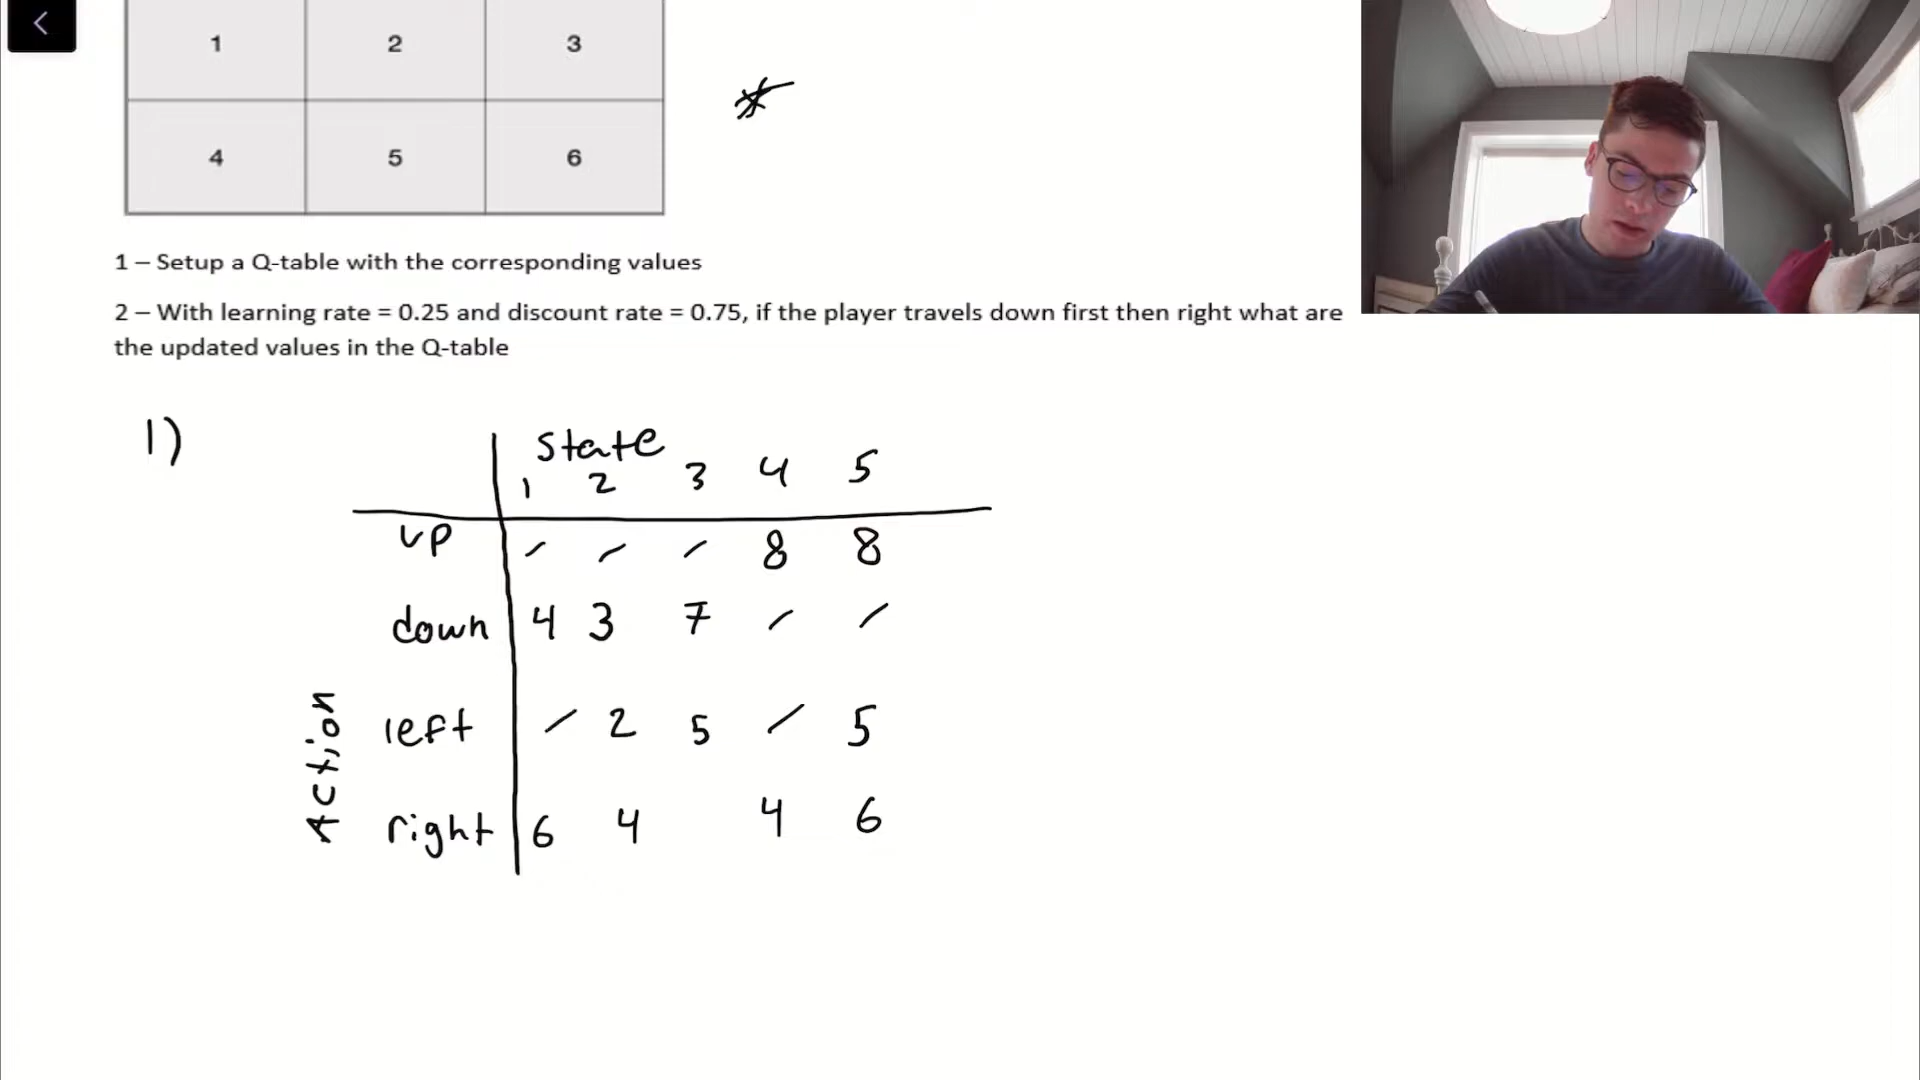 1 2 3
4 5 6
1 – Setup a Q-table with the corresponding values
2 – With learning rate = 0.25 and discount rate = 0.75, if the player travels down first then right what are
the updated values in the Q-table
1)
State
1 2 3 4 5
up / / / 8 8
down 4 3 7 / /
left / 2 5 / 5
right 6 4 4 6
Action